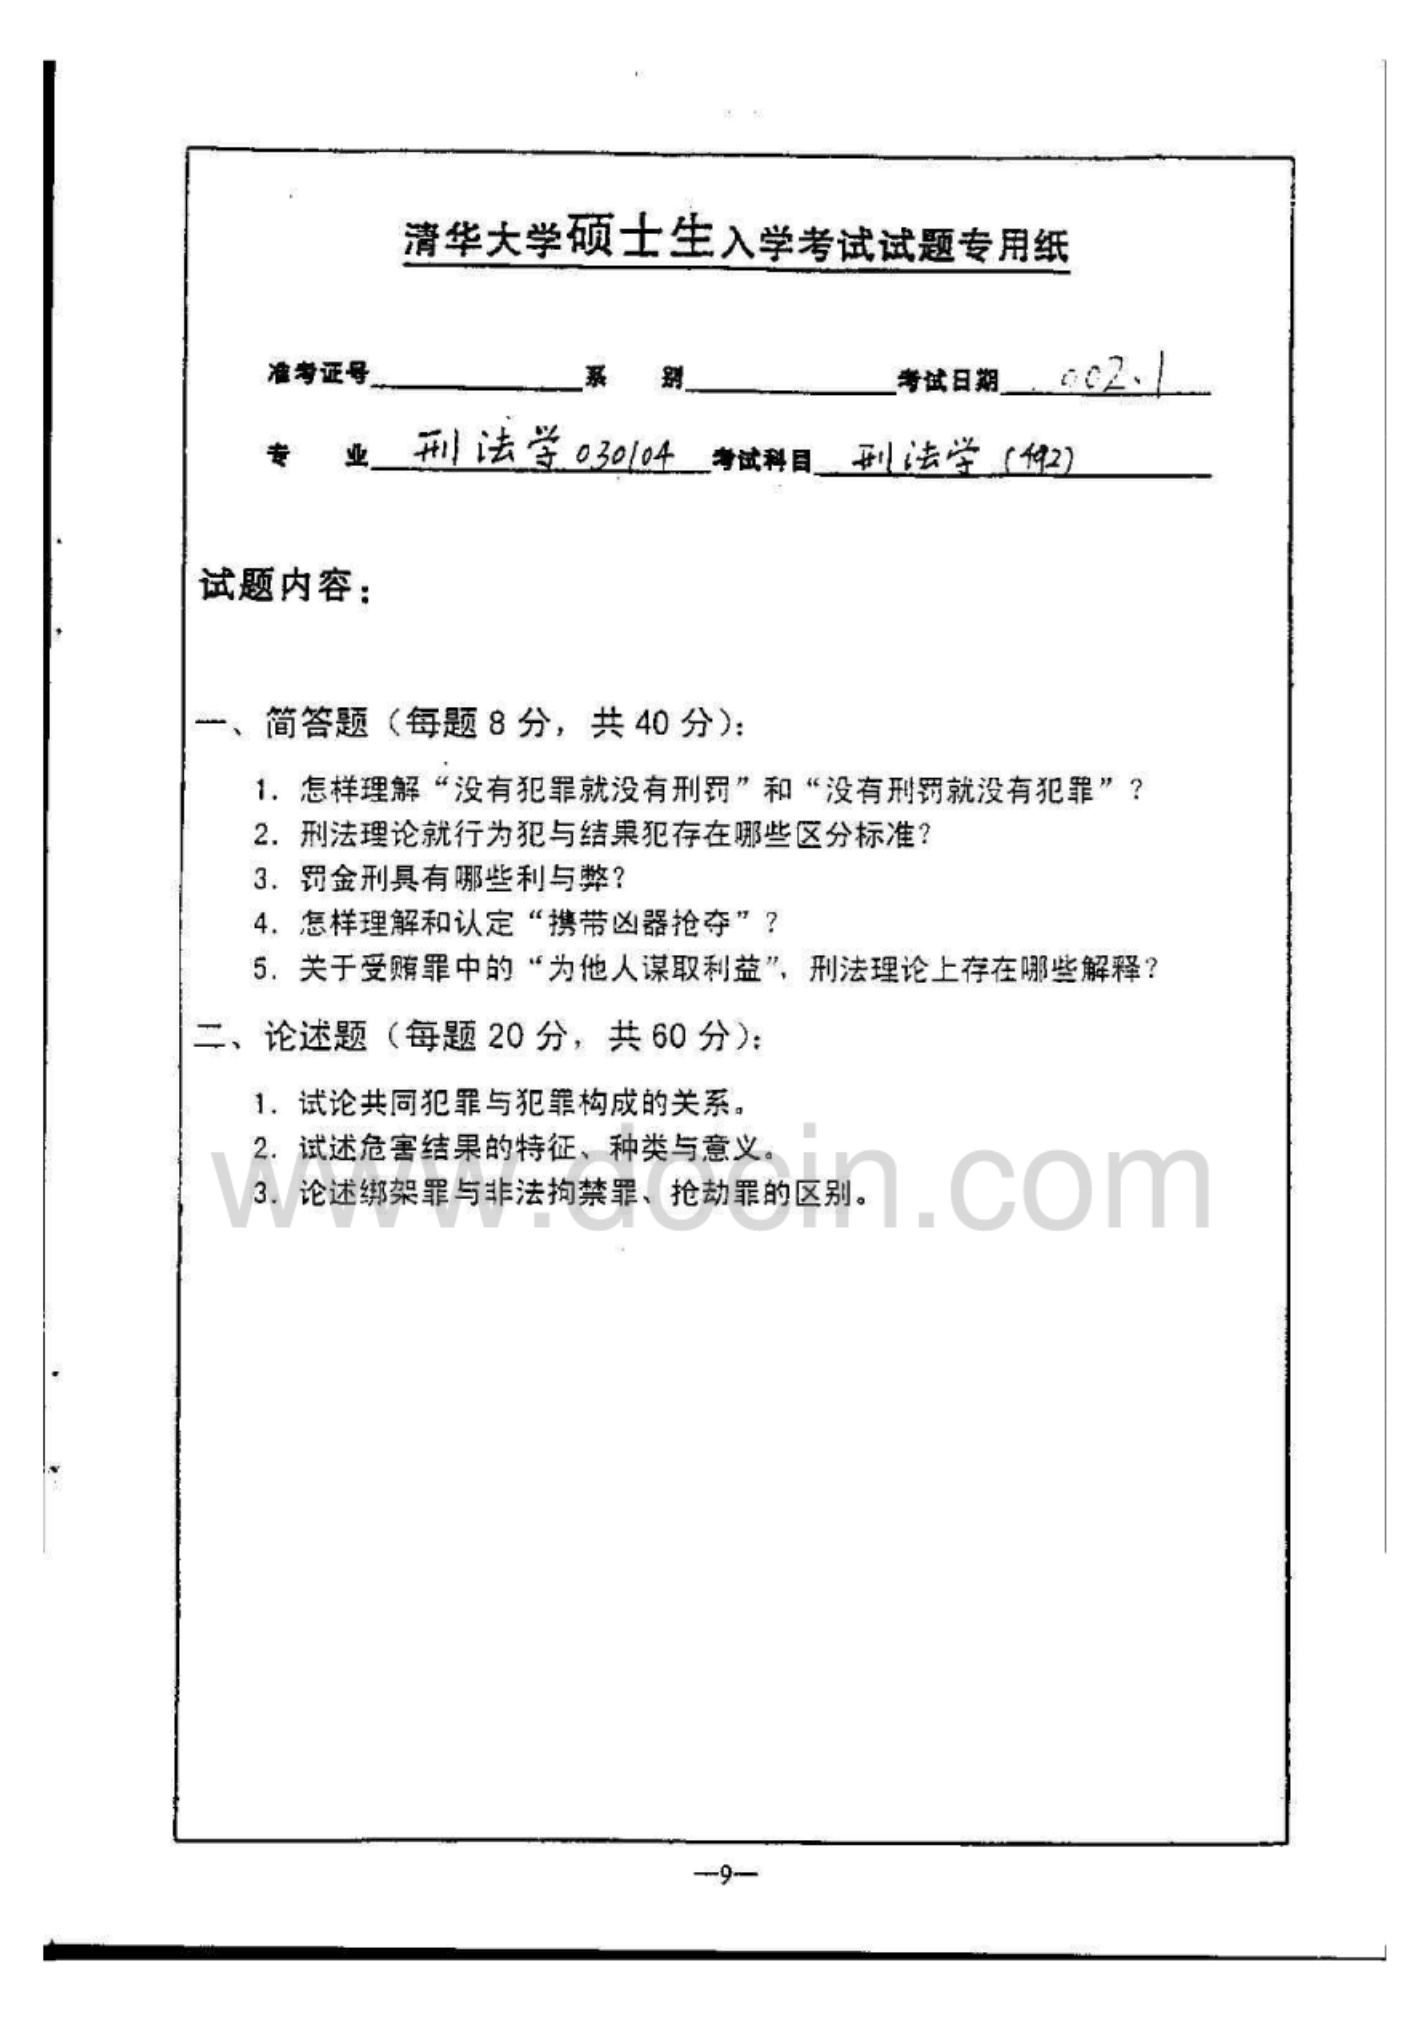 清华大学硕士生入学考试试题专用纸
准考证号 系 别 考试日期 002.1
专 业 刑法学 030104 考试科目 刑法学 (492)
试题内容：
一、简答题（每题 8 分，共 40 分）：
1. 怎样理解“没有犯罪就没有刑罚”和“没有刑罚就没有犯罪”？
2. 刑法理论就行为犯与结果犯存在哪些区分标准？
3. 罚金刑具有哪些利与弊？
4. 怎样理解和认定“携带凶器抢夺”？
5. 关于受贿罪中的“为他人谋取利益”，刑法理论上存在哪些解释？
二、论述题（每题 20 分，共 60 分）：
1. 试论共同犯罪与犯罪构成的关系。
2. 试述危害结果的特征、种类与意义。
3. 论述绑架罪与非法拘禁罪、抢劫罪的区别。
www.docin.com
—9—